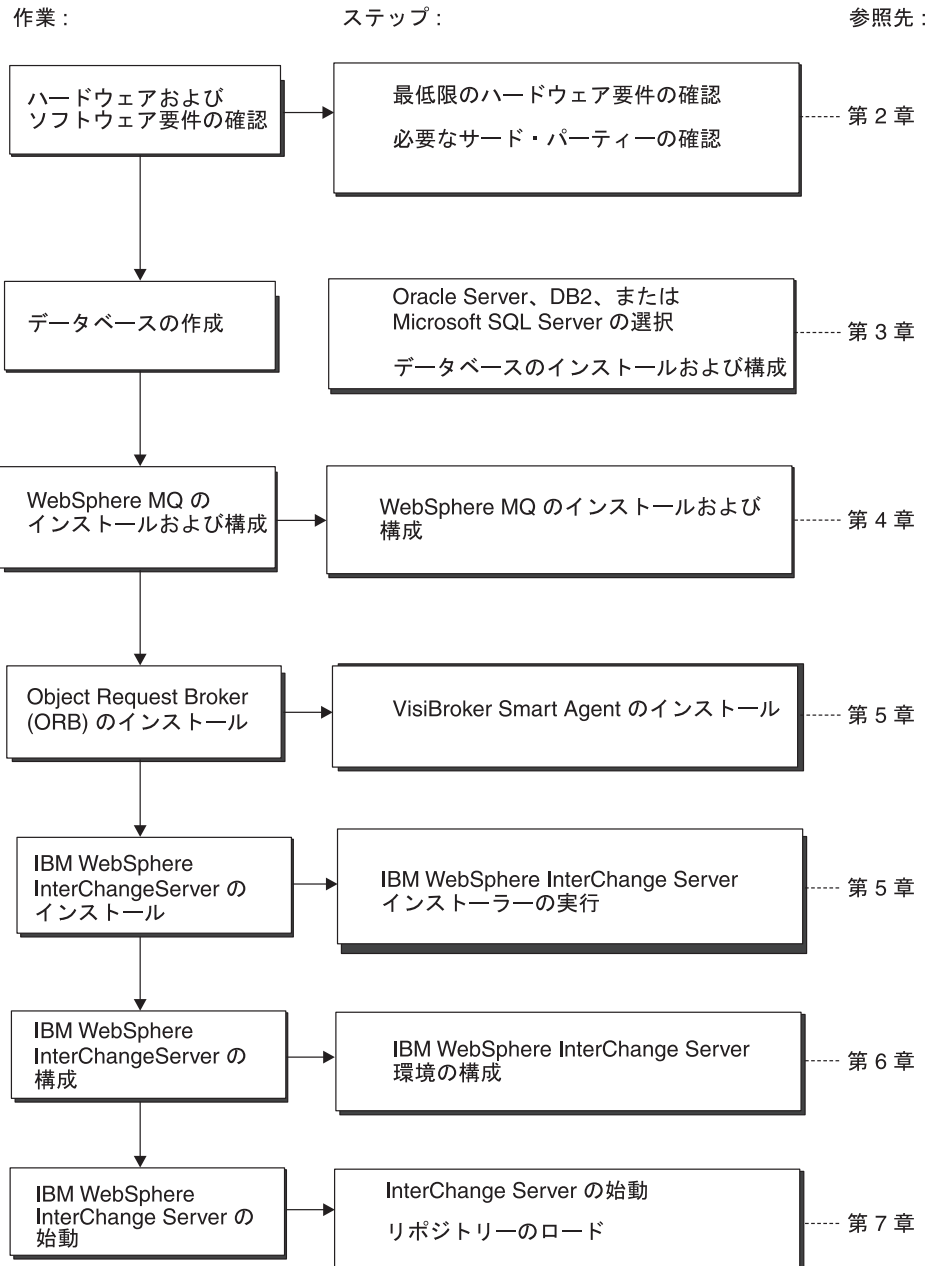 作業 :
ステップ :
参照先 :
ハードウェアおよび
ソフトウェア要件の確認
最低限のハードウェア要件の確認
必要なサード・パーティーの確認
第 2 章
データベースの作成
Oracle Server、DB2、または
Microsoft SQL Server の選択
データベースのインストールおよび構成
第 3 章
WebSphere MQ の
インストールおよび構成
WebSphere MQ のインストールおよび
構成
第 4 章
Object Request Broker
(ORB) のインストール
VisiBroker Smart Agent のインストール
第 5 章
IBM WebSphere
InterChangeServer の
インストール
IBM WebSphere InterChange Server
インストーラーの実行
第 5 章
IBM WebSphere
InterChangeServer の
構成
IBM WebSphere InterChange Server
環境の構成
第 6 章
IBM WebSphere
InterChange Server の
始動
InterChange Server の始動
リポジトリーのロード
第 7 章